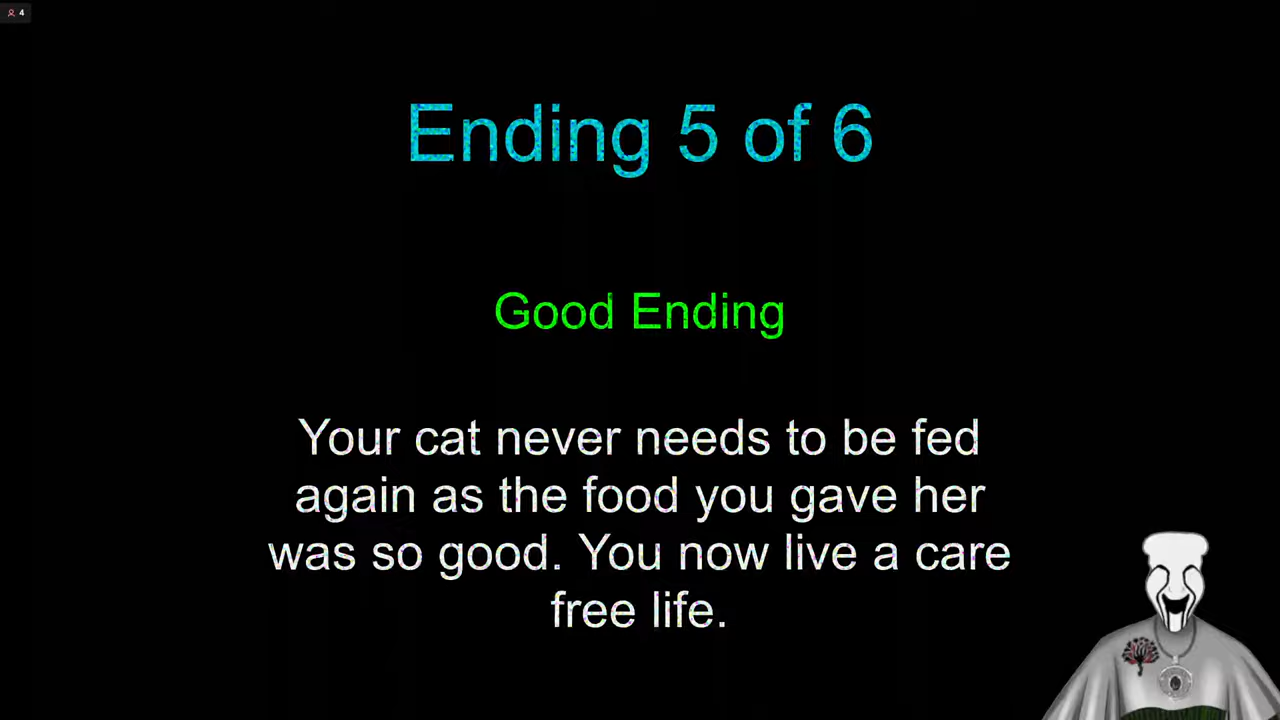 4
Ending 5 of 6
Good Ending
Your cat never needs to be fed
again as the food you gave her
was so good. You now live a care
free life.